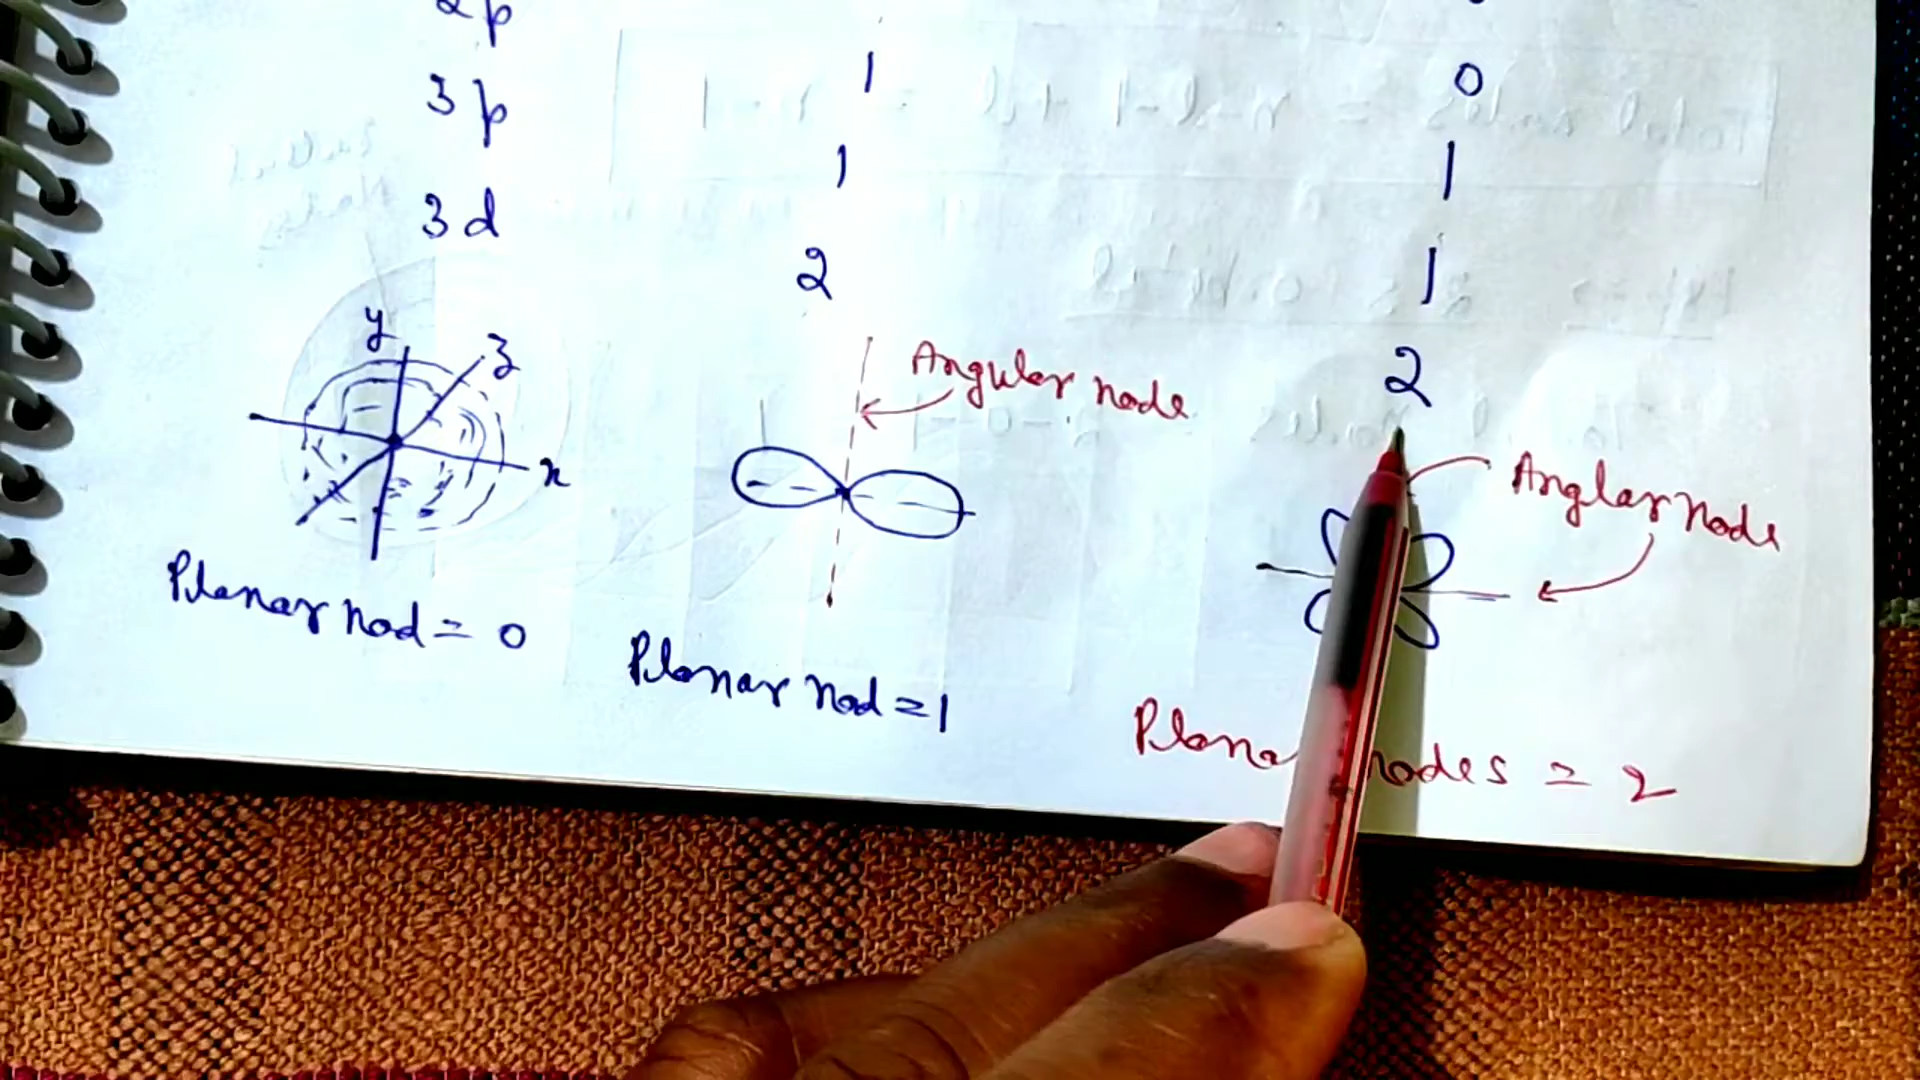 2p 1 0
3p 1 1
3d 2 1
2
y
z
x
Angular node
Anglar node
Planar nod = 0
Planar nod = 1
Plana nodes = 2